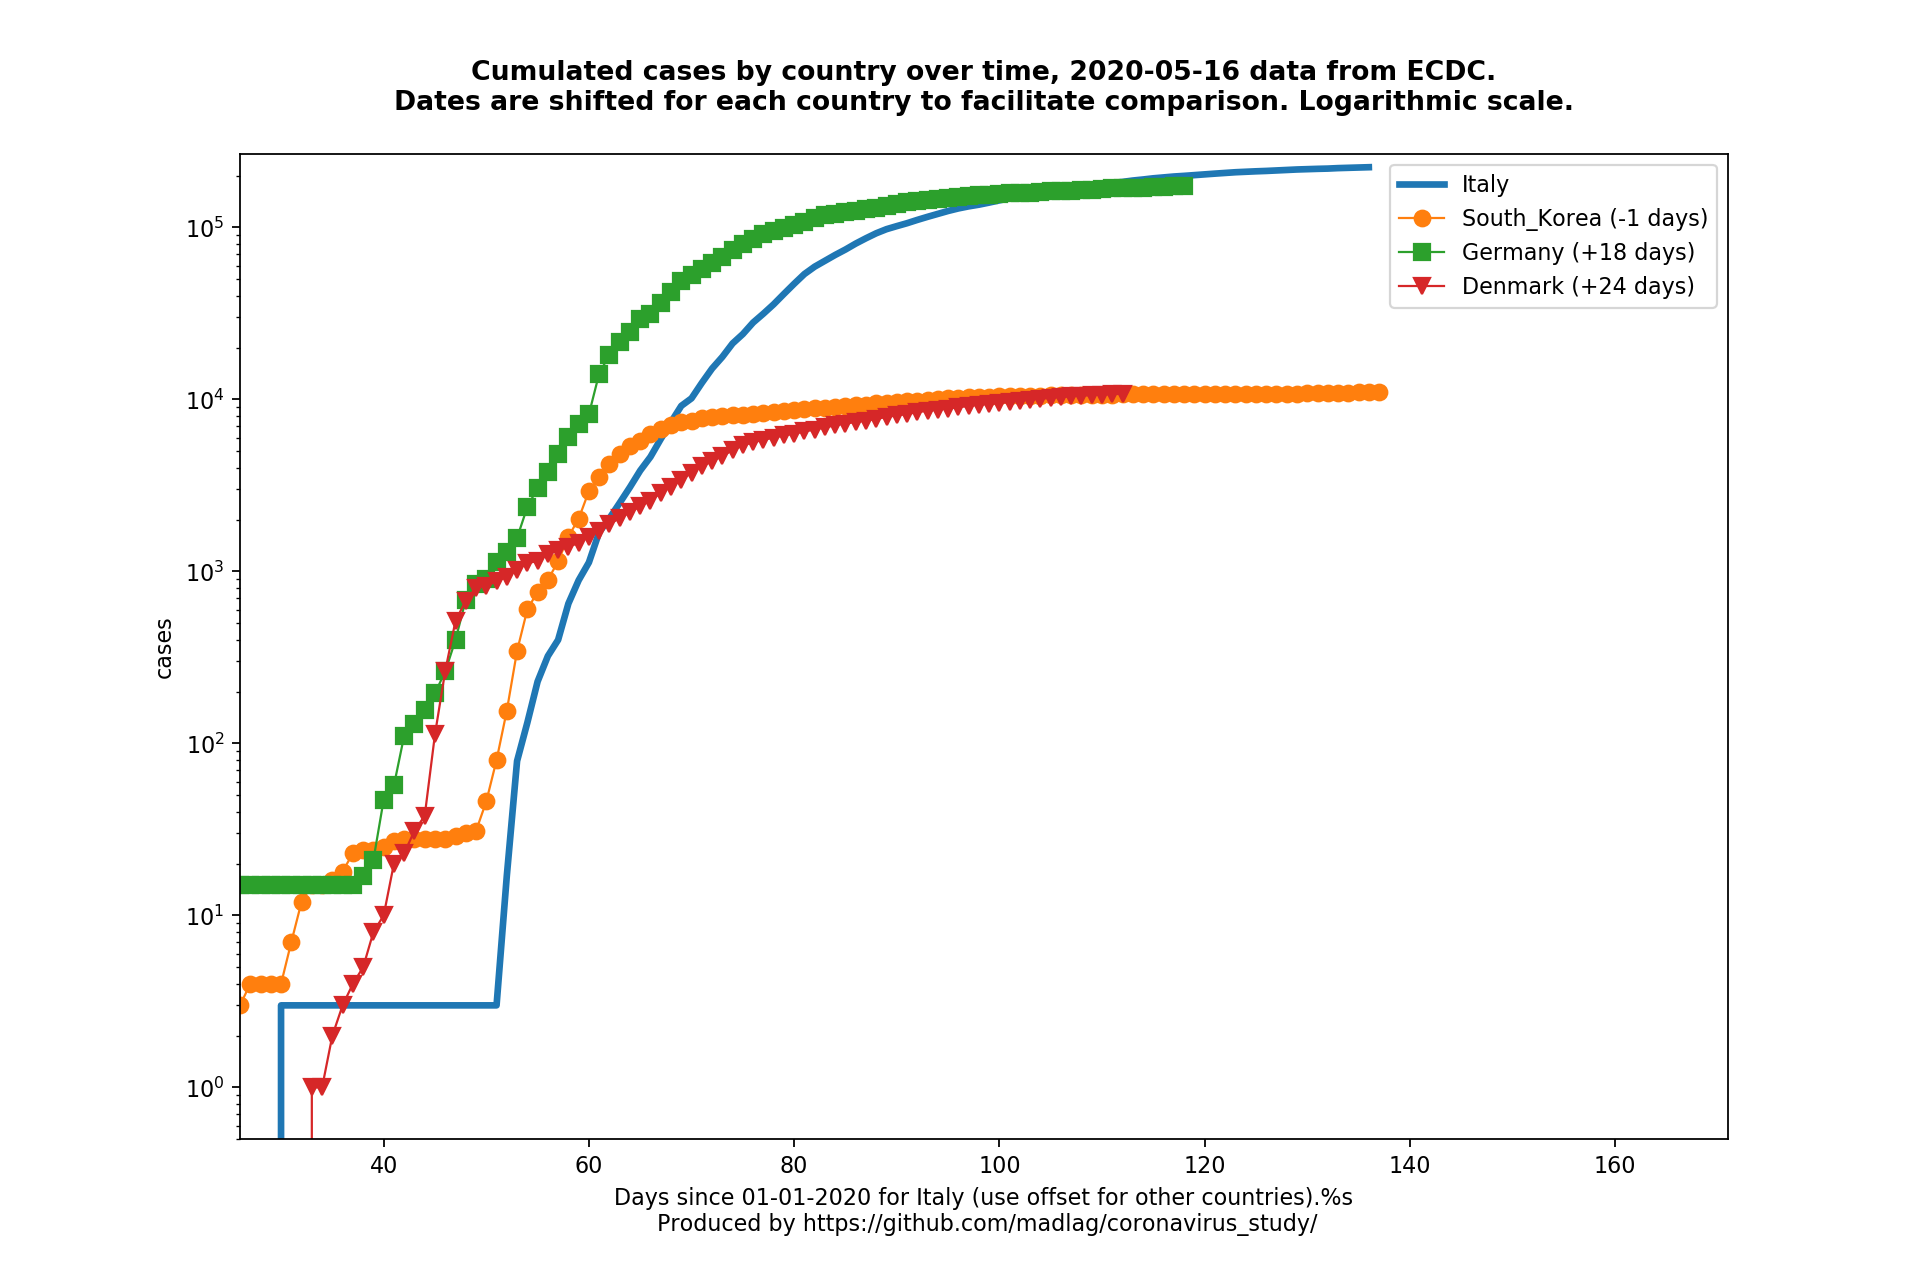 Cumulated cases by country over time, 2020-05-16 data from ECDC.
Dates are shifted for each country to facilitate comparison. Logarithmic scale.
Italy
South_Korea (-1 days)
Germany (+18 days)
Denmark (+24 days)
10^5
10^4
10^3
10^2
10^1
10^0
cases
40 60 80 100 120 140 160
Days since 01-01-2020 for Italy (use offset for other countries).%s
Produced by https://github.com/madlag/coronavirus_study/